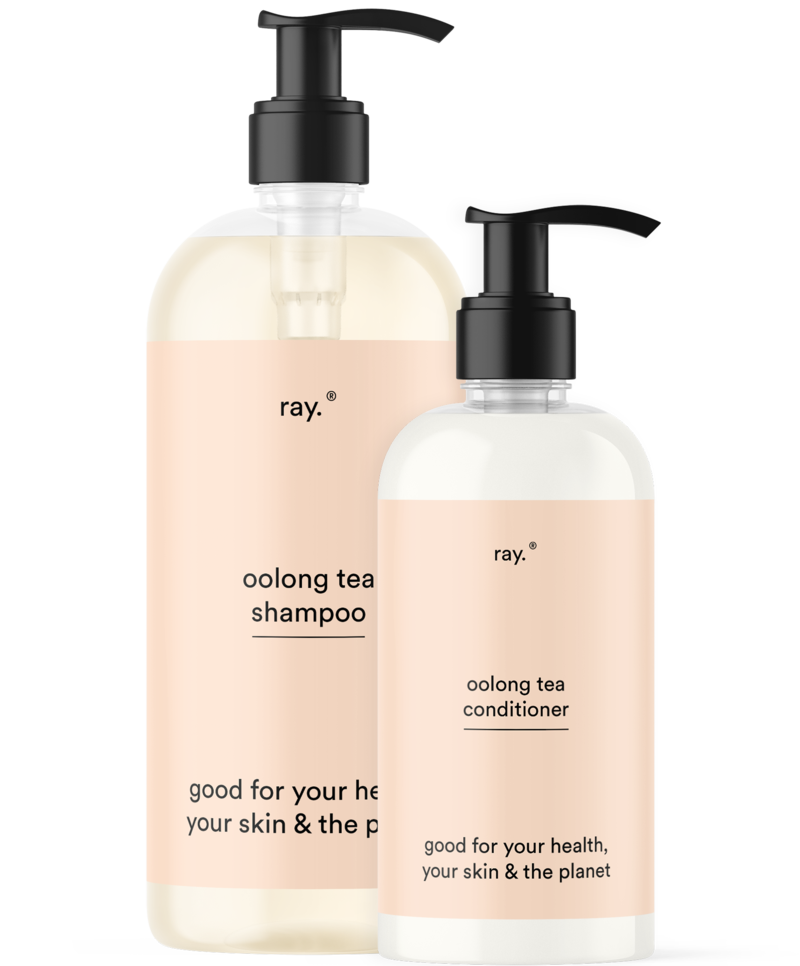 ray.®
oolong tea
shampoo
good for your he
your skin & the p
ray.®
oolong tea
conditioner
good for your health,
your skin & the planet